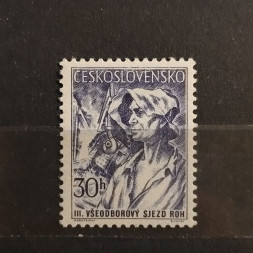 ČESKOSLOVENSKO
30h
III. VŠEODBOROVÝ SJEZD ROH